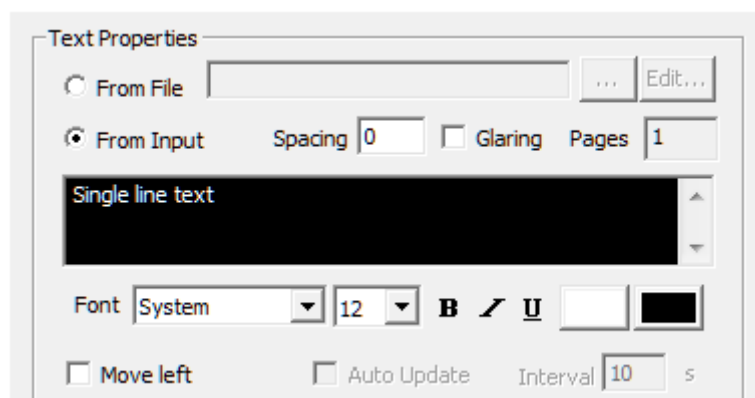 Text Properties
From File ... Edit...
From Input Spacing 0 Glaring Pages 1
Single line text
Font System 12 B I U
Move left Auto Update Interval 10 s